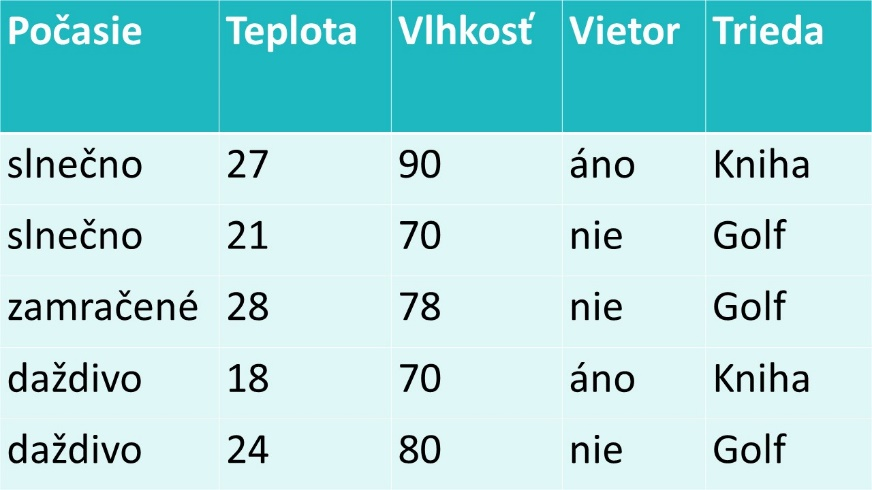 Počasie Teplota Vlhkosť Vietor Trieda
slnečno 27 90 áno Kniha
slnečno 21 70 nie Golf
zamračené 28 78 nie Golf
daždivo 18 70 áno Kniha
daždivo 24 80 nie Golf